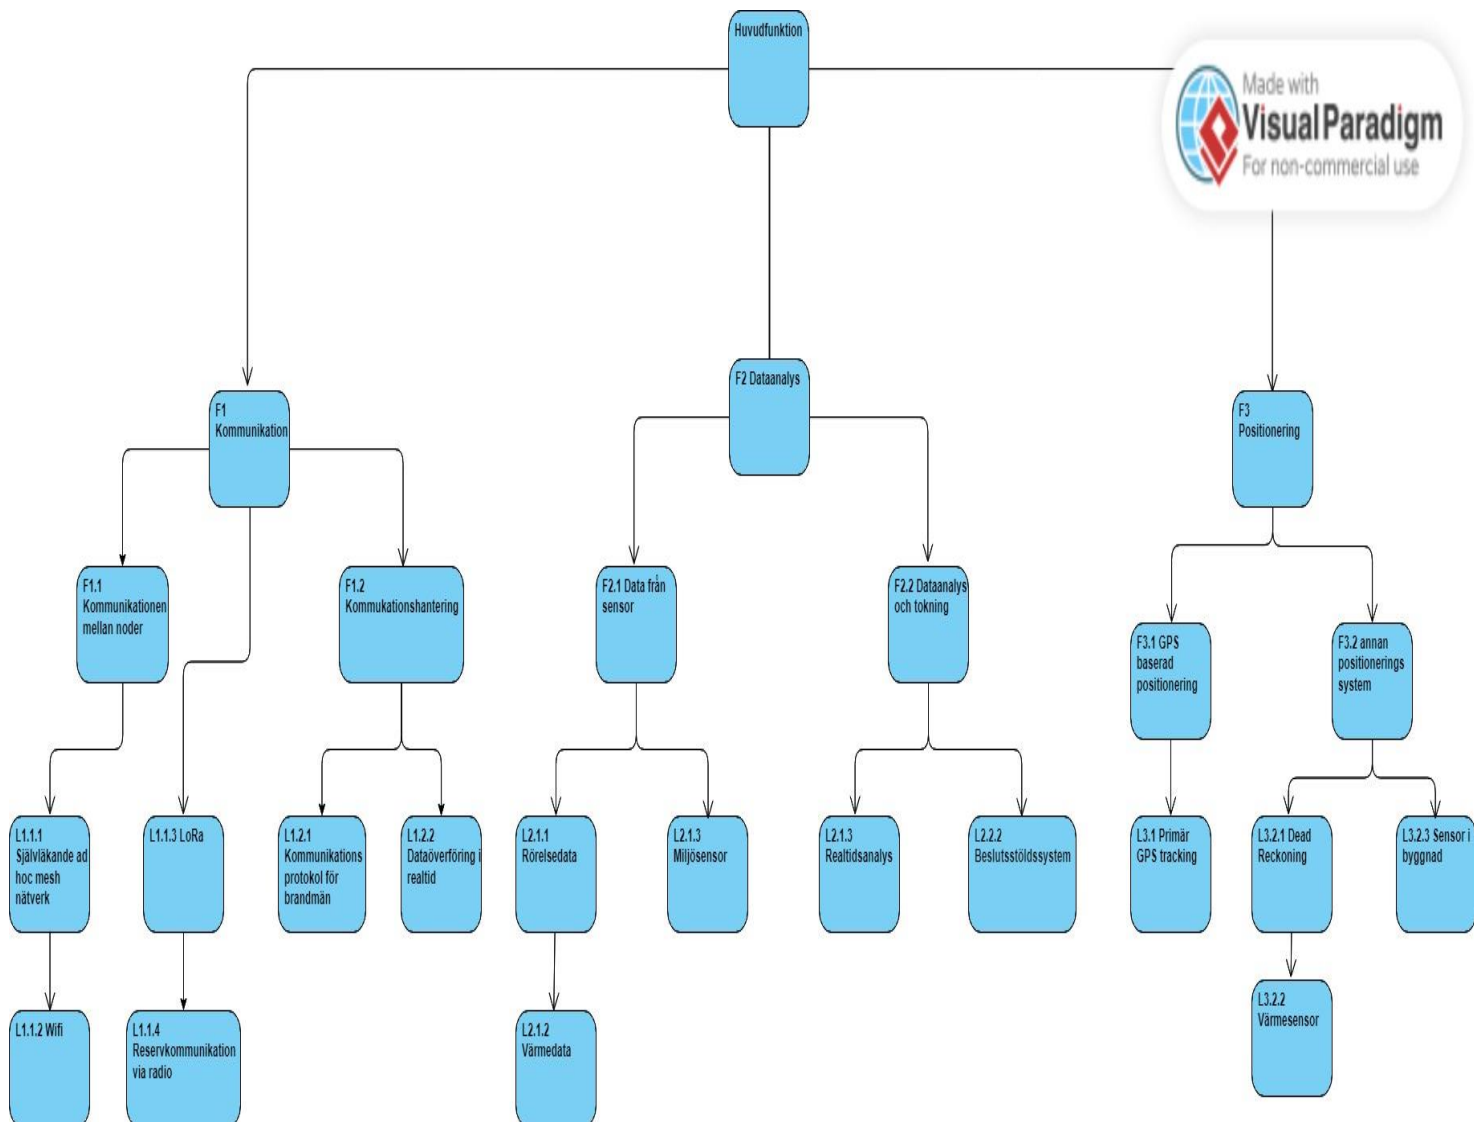 Huvudfunktion
Made with
Visual Paradigm
For non-commercial use
F2 Dataanalys
F1
Kommunikation
F3
Positionering
F1.1
Kommunikationen
mellan noder
F1.2
Kommukationshantering
F2.1 Data från
sensor
F2.2 Dataanalys
och tokning
F3.1 GPS
baserad
positionering
F3.2 annan
positionerings
system
L1.1.1
Självläkande ad
hoc mesh
nätverk
L1.1.3 LoRa
L1.2.1
Kommunikations
protokol för
brandmän
L1.2.2
Dataöverföring i
realtid
L2.1.1
Rörelsedata
L2.1.3
Miljösensor
L2.1.3
Realtidsanalys
L2.2.2
Beslutsstöldssystem
L3.1 Primär
GPS tracking
L3.2.1 Dead
Reckoning
L3.2.3 Sensor i
byggnad
L1.1.2 Wifi
L1.1.4
Reservkommunikation
via radio
L2.1.2
Värmedata
L3.2.2
Värmesensor